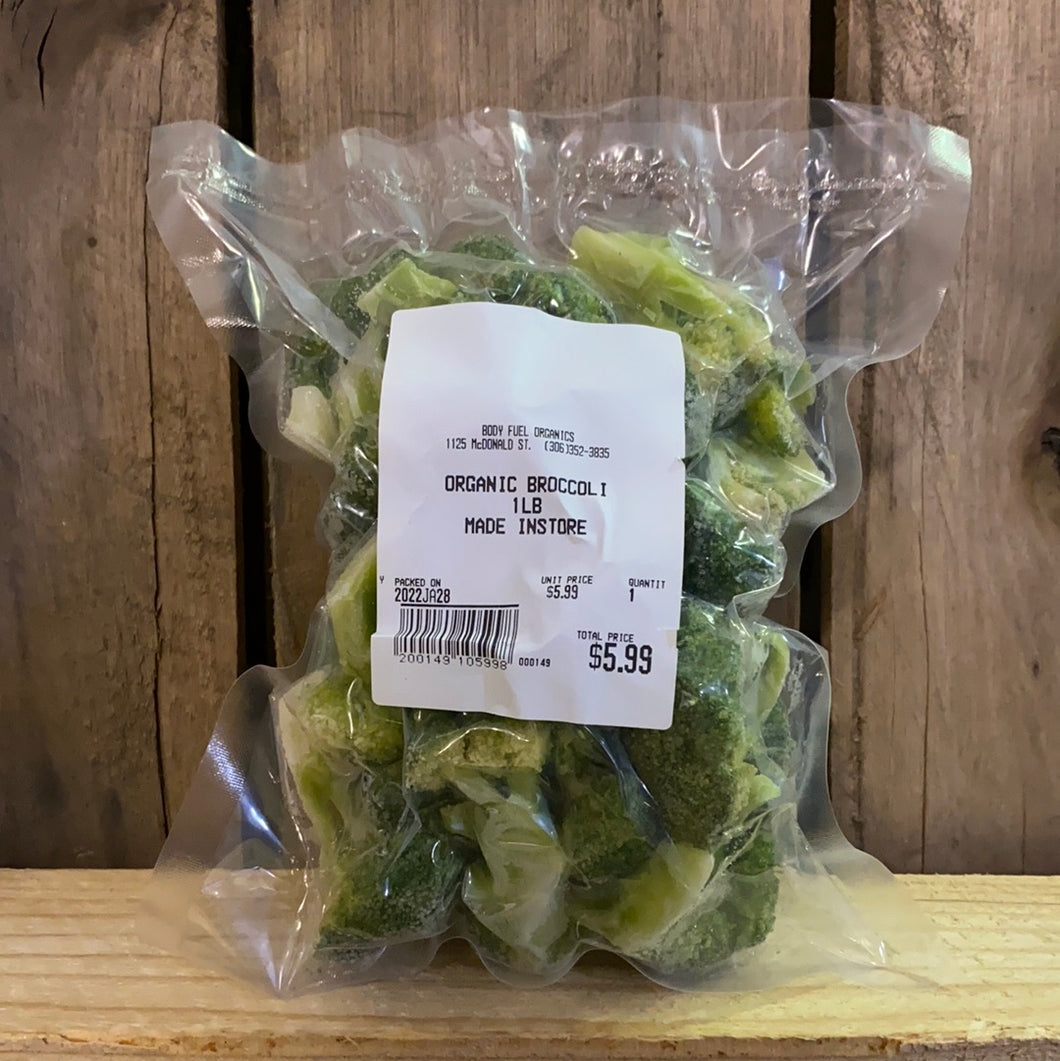 BODY FUEL ORGANICS
1125 McDONALD ST. (306)352-3835
ORGANIC BROCCOLI
1LB
MADE INSTORE
Y PACKED ON UNIT PRICE QUANTIT
2022JA28 $5.99 1
TOTAL PRICE
$5.99
200149 105998 000149